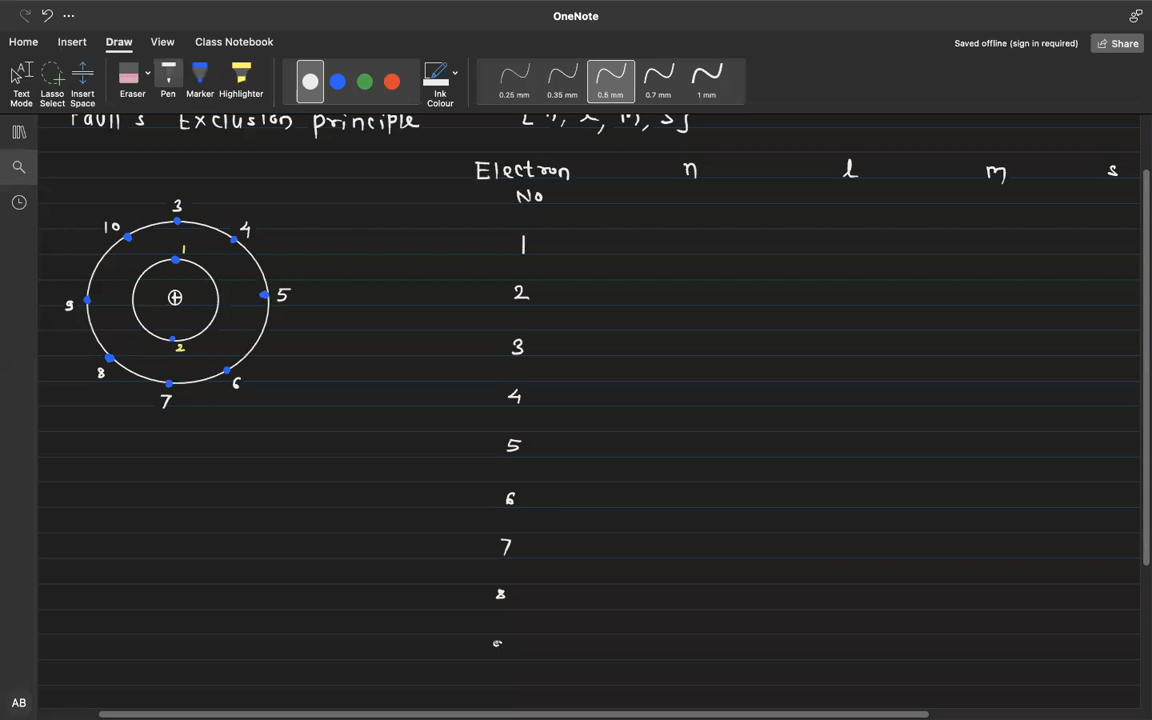 OneNote
Home Insert Draw View Class Notebook
Saved offline (sign in required) Share
Text Mode Lasso Select Insert Space Eraser Pen Marker Highlighter Ink Colour 0.25 mm 0.35 mm 0.5 mm 0.7 mm 1 mm
Pauli's Exclusion principle [n, l, m, s]
Electron No n l m s
3
10 4
1
9 5
2
8 6
7
1
2
3
4
5
6
7
8
AB